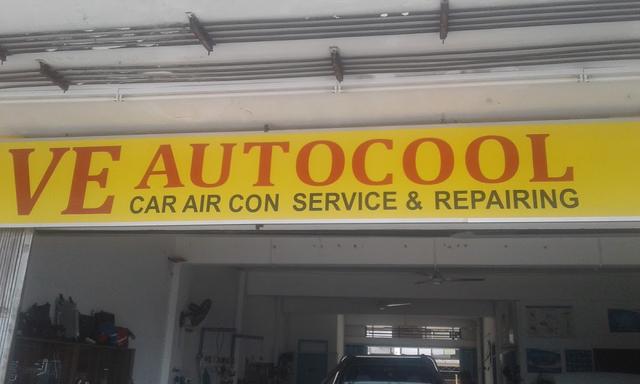 VE AUTOCOOL
CAR AIR CON SERVICE & REPAIRING